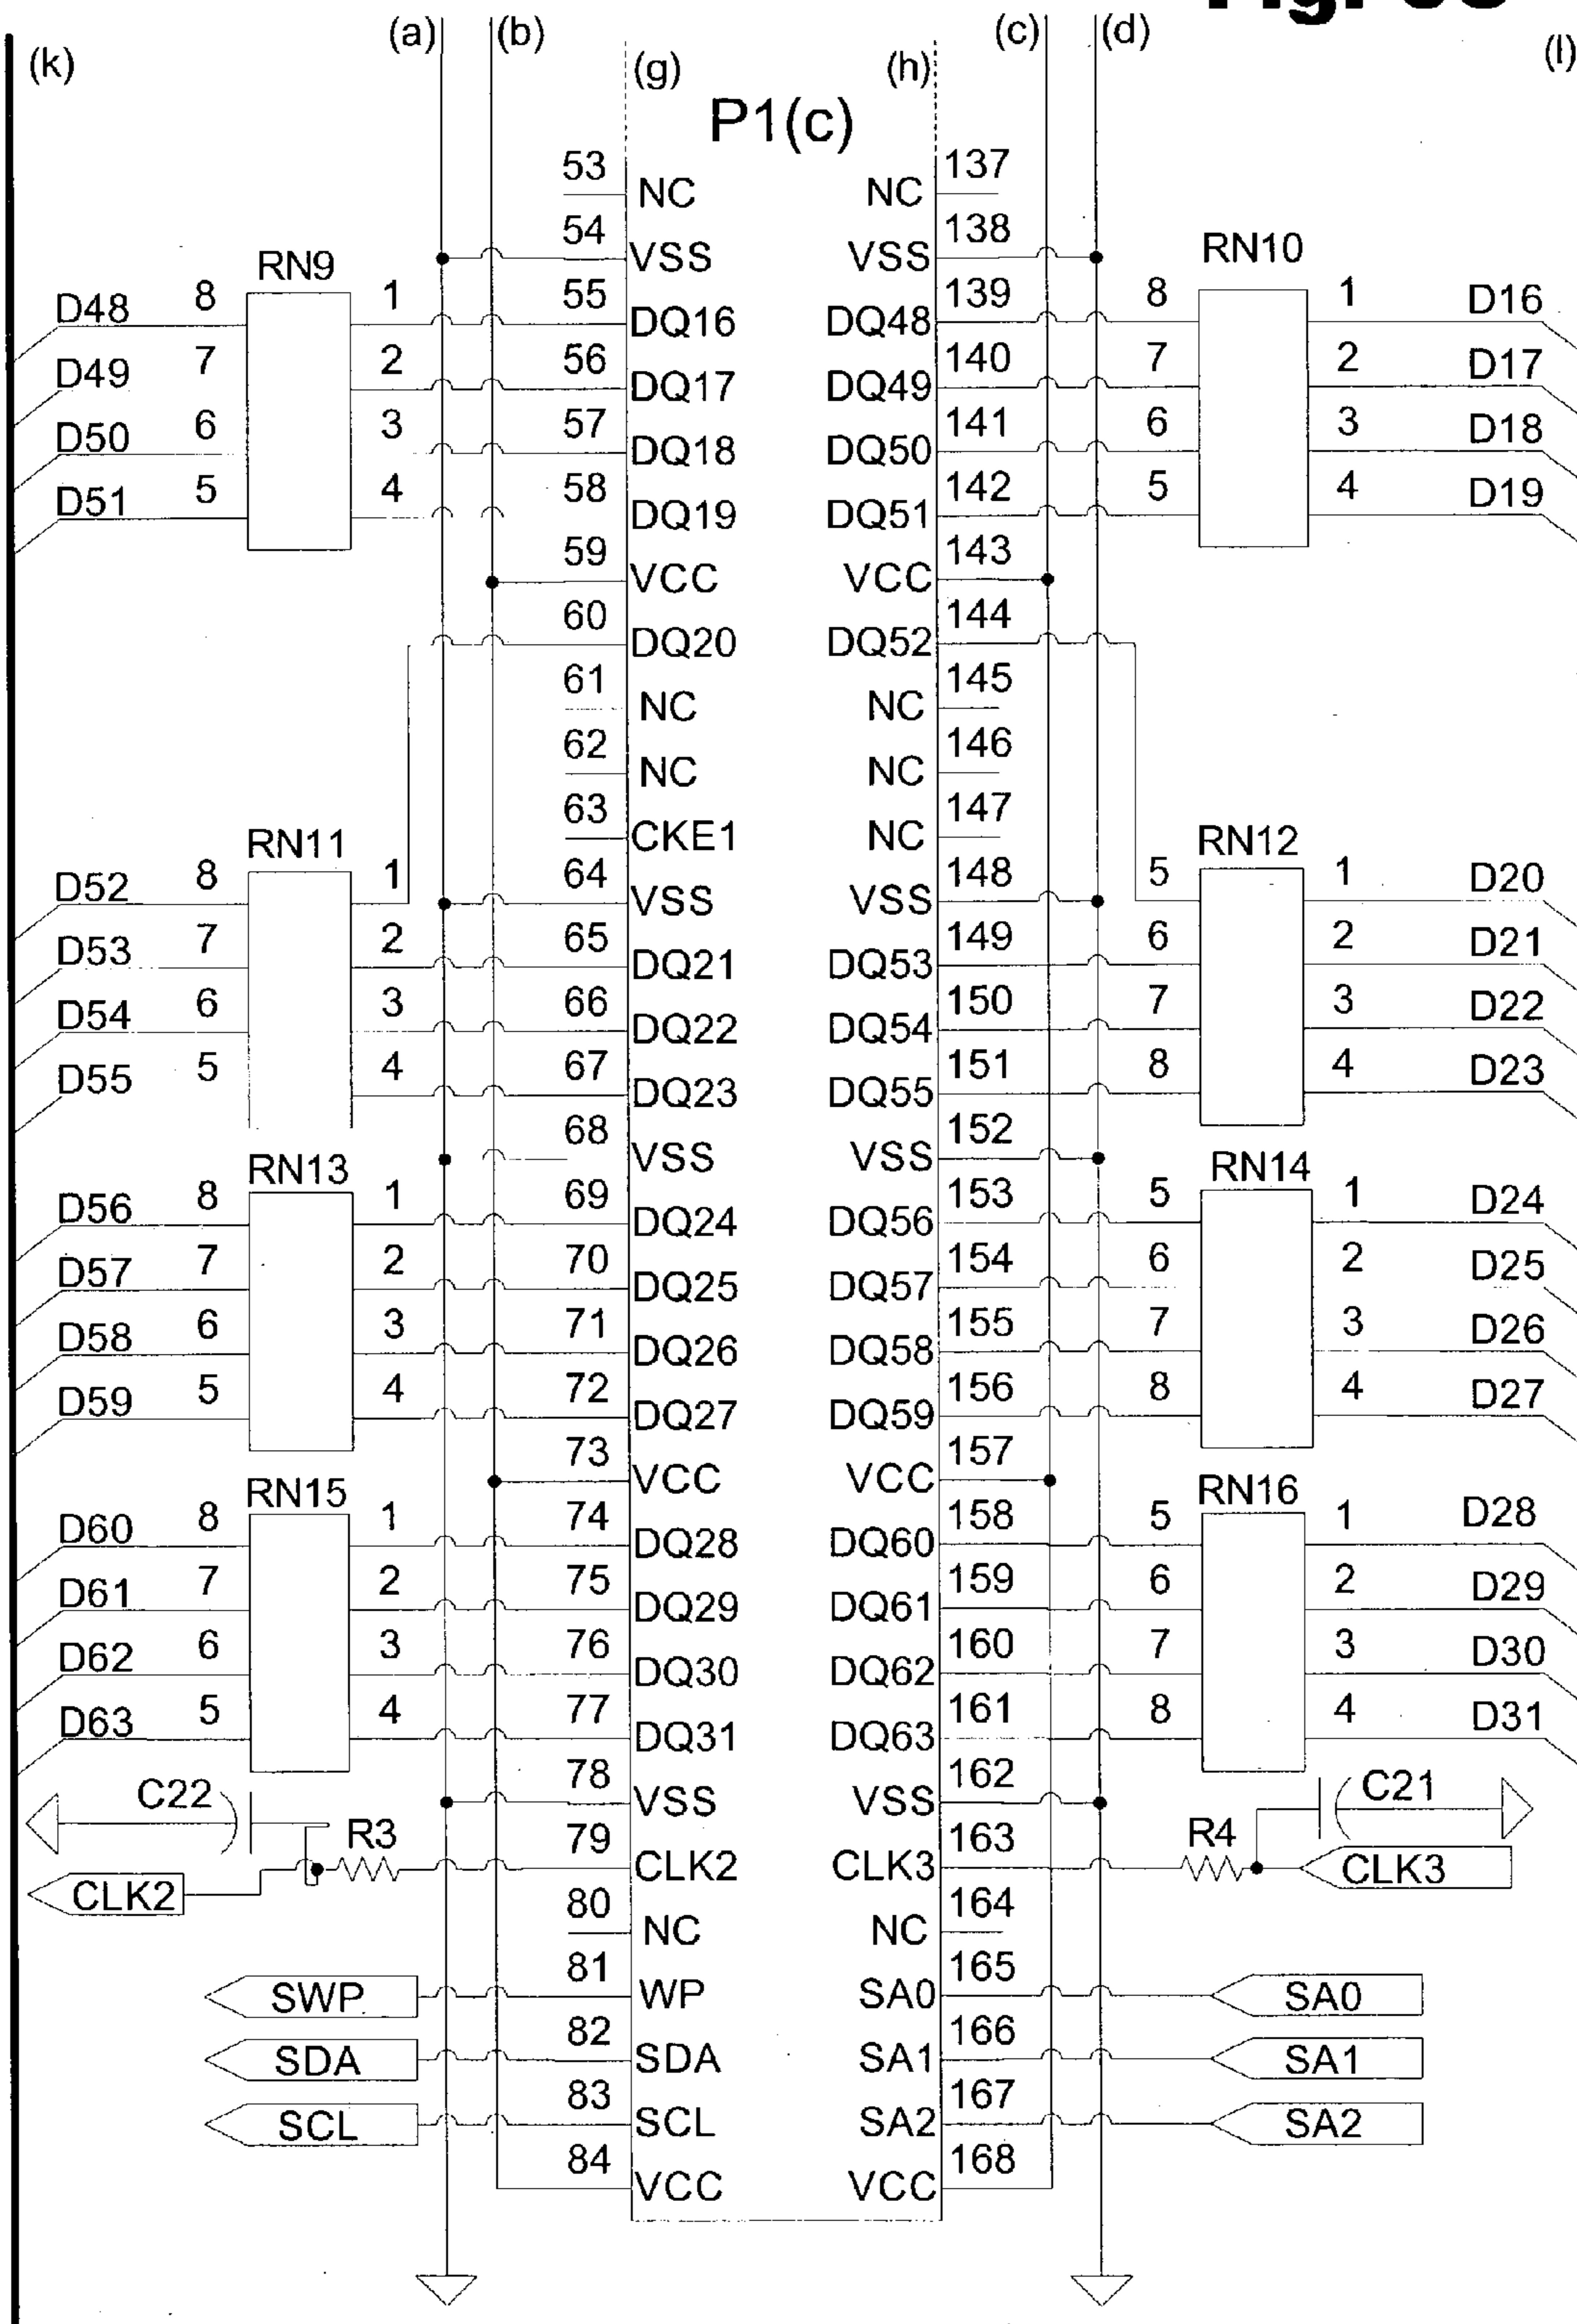 (k) (a) (b) (g) (h) (c) (d) (l)
P1(c)
53 NC NC 137
54 VSS VSS 138
RN9 RN10
D48 8 1 55 DQ16 DQ48 139 8 1 D16
D49 7 2 56 DQ17 DQ49 140 7 2 D17
D50 6 3 57 DQ18 DQ50 141 6 3 D18
D51 5 4 58 DQ19 DQ51 142 5 4 D19
59 VCC VCC 143
60 DQ20 DQ52 144
61 NC NC 145
62 NC NC 146
63 CKE1 NC 147
RN11 RN12
D52 8 1 64 VSS VSS 148 5 1 D20
D53 7 2 65 DQ21 DQ53 149 6 2 D21
D54 6 3 66 DQ22 DQ54 150 7 3 D22
D55 5 4 67 DQ23 DQ55 151 8 4 D23
68 VSS VSS 152
RN13 RN14
D56 8 1 69 DQ24 DQ56 153 5 1 D24
D57 7 2 70 DQ25 DQ57 154 6 2 D25
D58 6 3 71 DQ26 DQ58 155 7 3 D26
D59 5 4 72 DQ27 DQ59 156 8 4 D27
73 VCC VCC 157
RN15 RN16
D60 8 1 74 DQ28 DQ60 158 5 1 D28
D61 7 2 75 DQ29 DQ61 159 6 2 D29
D62 6 3 76 DQ30 DQ62 160 7 3 D30
D63 5 4 77 DQ31 DQ63 161 8 4 D31
C22 78 VSS VSS 162 C21
R3 79 CLK2 CLK3 163 R4
CLK2 CLK3
80 NC NC 164
SWP 81 WP SA0 165 SA0
SDA 82 SDA SA1 166 SA1
SCL 83 SCL SA2 167 SA2
84 VCC VCC 168